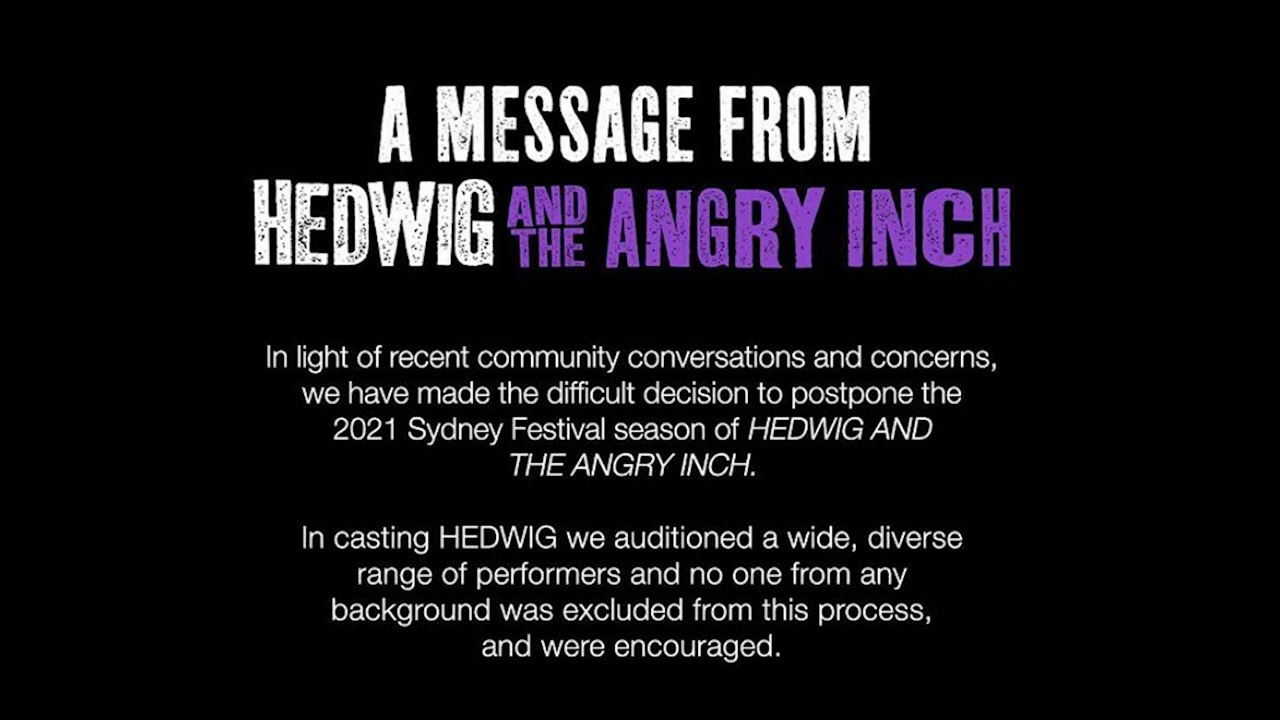 A MESSAGE FROM
HEDWIG AND THE ANGRY INCH
In light of recent community conversations and concerns,
we have made the difficult decision to postpone the
2021 Sydney Festival season of HEDWIG AND
THE ANGRY INCH.
In casting HEDWIG we auditioned a wide, diverse
range of performers and no one from any
background was excluded from this process,
and were encouraged.